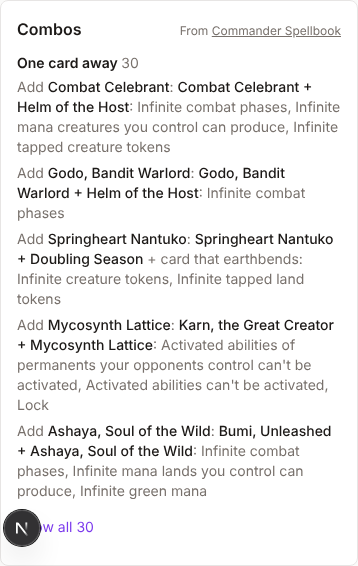 Combos
From Commander Spellbook
One card away 30
Add Combat Celebrant: Combat Celebrant +
Helm of the Host: Infinite combat phases, Infinite
mana creatures you control can produce, Infinite
tapped creature tokens
Add Godo, Bandit Warlord: Godo, Bandit
Warlord + Helm of the Host: Infinite combat
phases
Add Springheart Nantuko: Springheart Nantuko
+ Doubling Season + card that earthbends:
Infinite creature tokens, Infinite tapped land
tokens
Add Mycosynth Lattice: Karn, the Great Creator
+ Mycosynth Lattice: Activated abilities of
permanents your opponents control can't be
activated, Activated abilities can't be activated,
Lock
Add Ashaya, Soul of the Wild: Bumi, Unleashed
+ Ashaya, Soul of the Wild: Infinite combat
phases, Infinite mana lands you control can
produce, Infinite green mana
N
w all 30